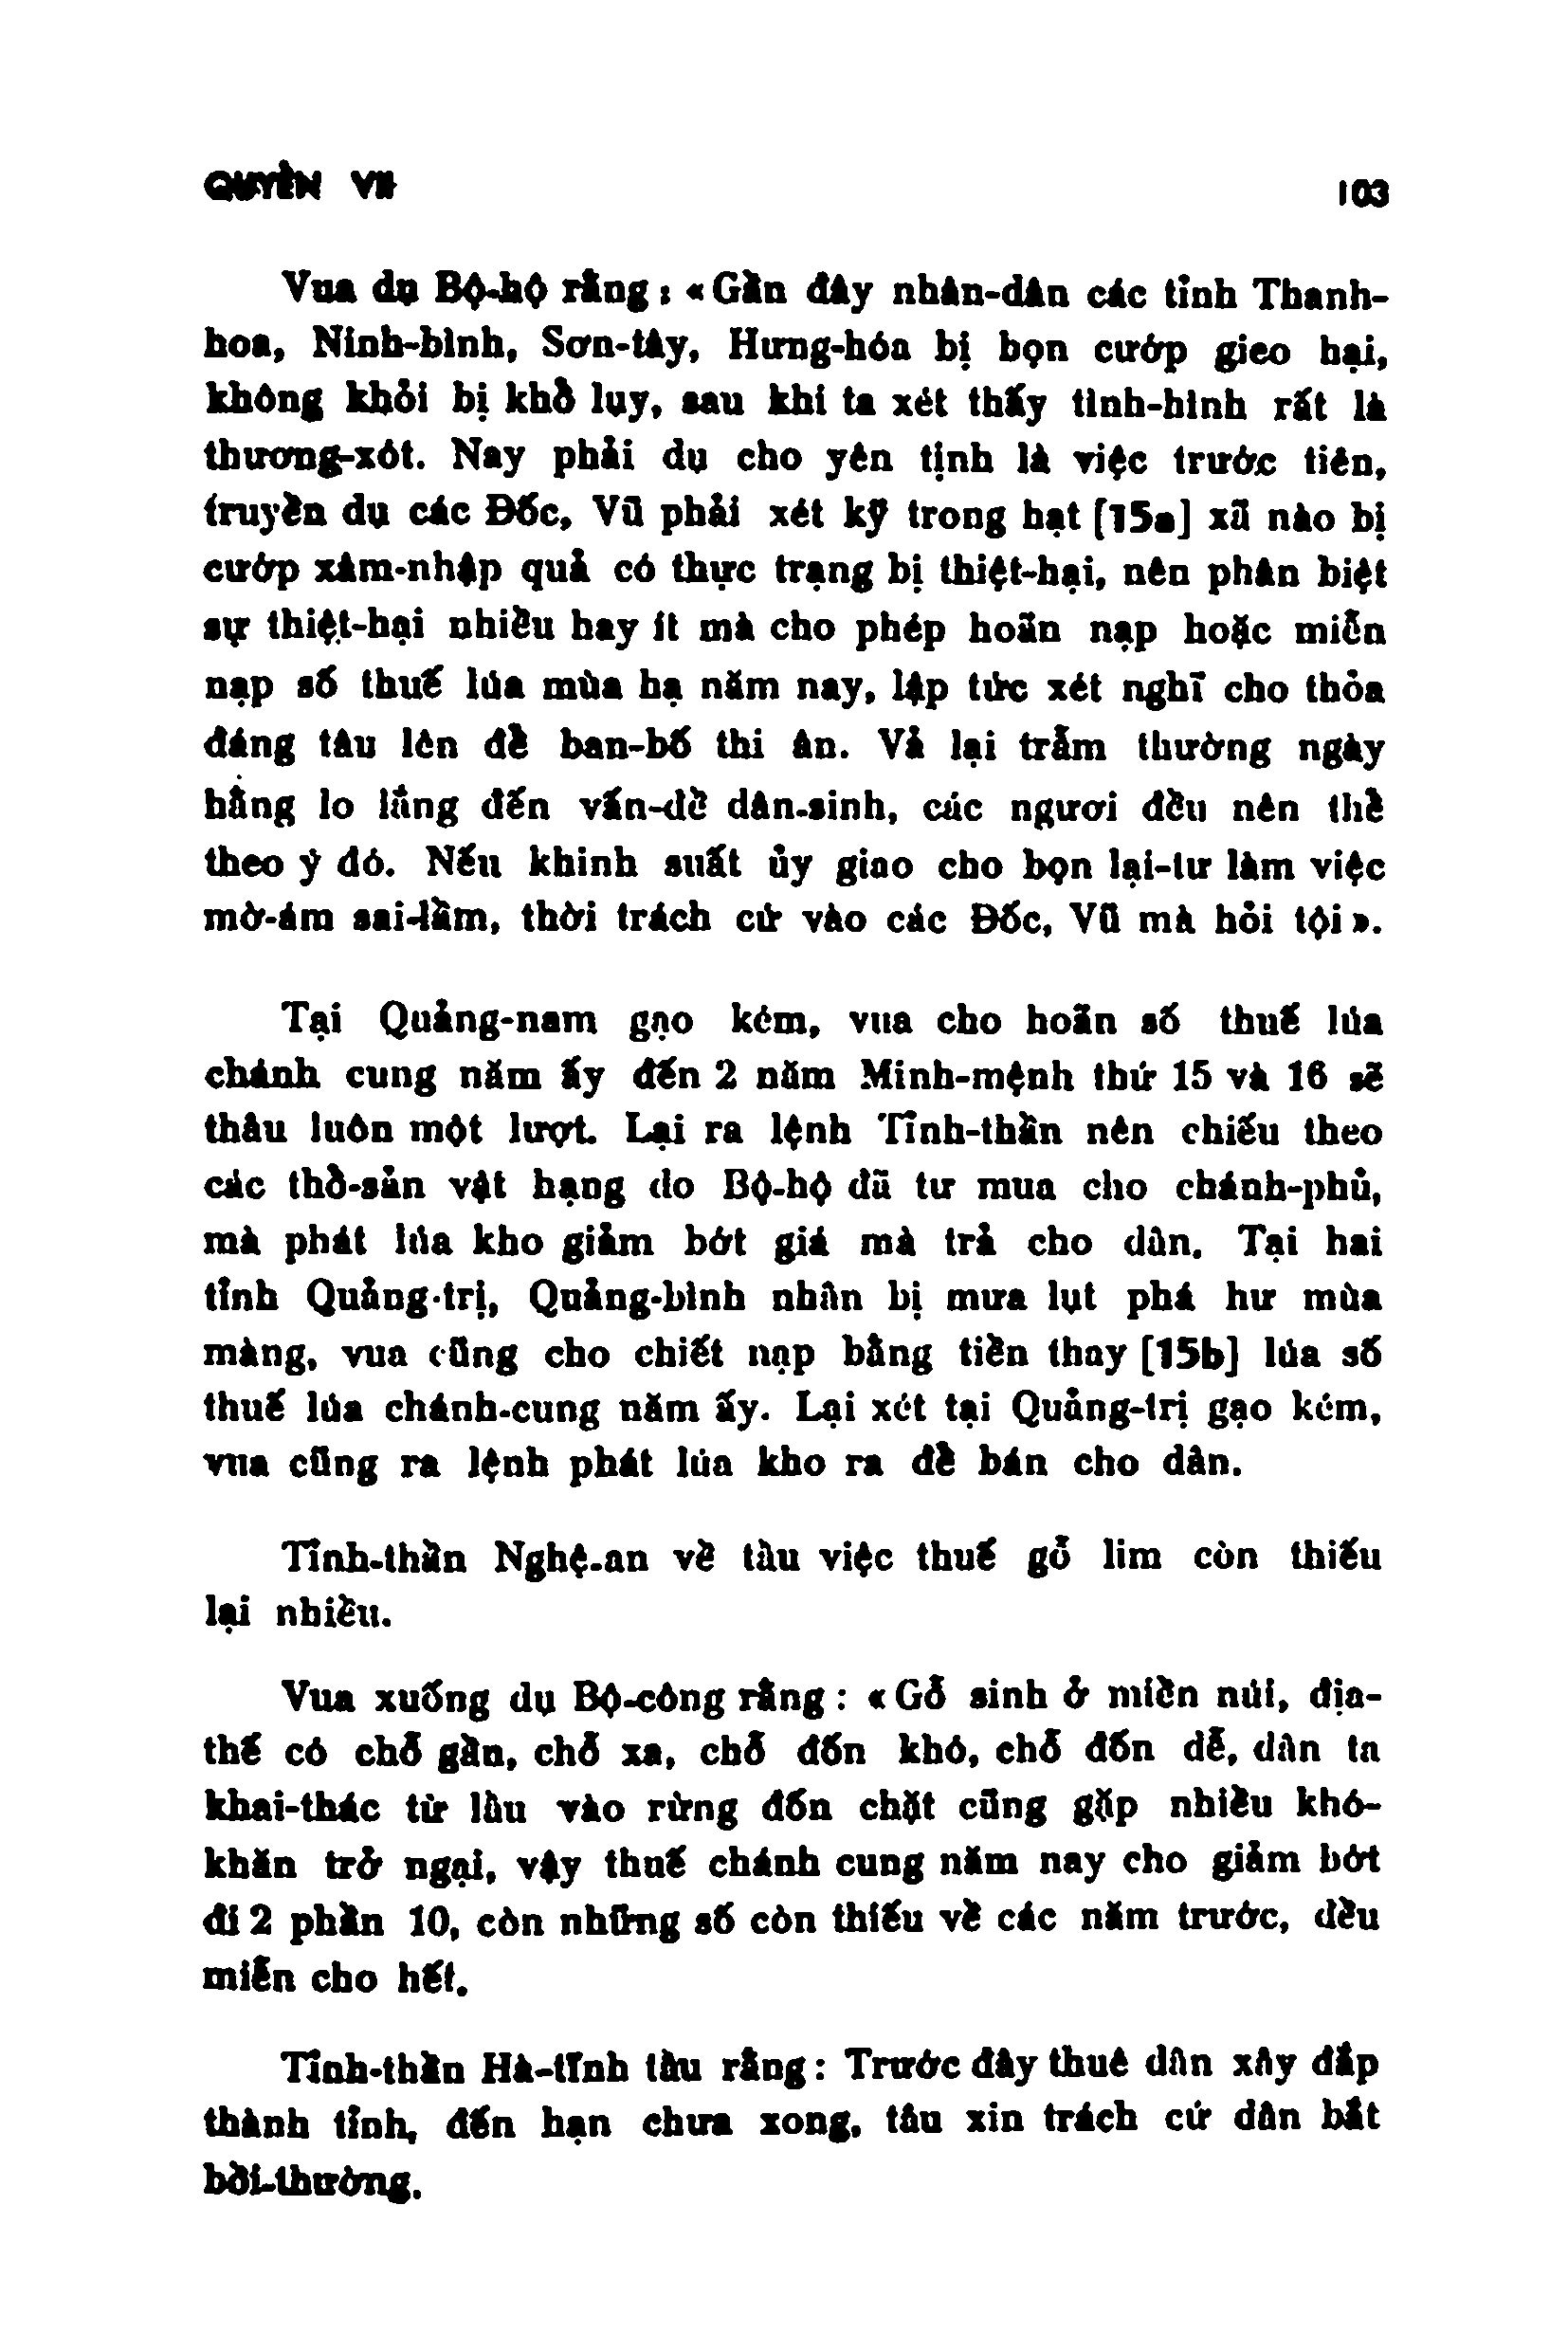 QUYỀN VII
103
Vua dụ Bộ-hộ rằng : « Gần đây nhân-dân các tỉnh Thanh-
hoa, Ninh-bình, Sơn-tây, Hưng-hóa bị bọn cướp gieo hại,
không khỏi bị khổ lụy, sau khi ta xét thấy tình-hình rất là
thương-xót. Nay phải dụ cho yên tịnh là việc trước tiên,
truyền dụ các Đốc, Vũ phải xét kỹ trong hạt [15a] xã nào bị
cướp xâm-nhập quả có thực trạng bị thiệt-hại, nên phân biệt
sự thiệt-hại nhiều hay ít mà cho phép hoãn nạp hoặc miễn
nạp số thuế lúa mùa hạ năm nay, lập tức xét nghĩ cho thỏa
đáng tâu lên để ban-bố thi ân. Vả lại trẫm thường ngày
hằng lo lắng đến vấn-đề dân-sinh, các ngươi đều nên thể
theo ý đó. Nếu khinh suất ủy giao cho bọn lại-tư làm việc
mờ-ám sai-lầm, thời trách cứ vào các Đốc, Vũ mà hỏi tội ».
Tại Quảng-nam gạo kém, vua cho hoãn số thuế lúa
chánh cung năm ấy đến 2 năm Minh-mệnh thứ 15 và 16 sẽ
thâu luôn một lượt. Lại ra lệnh Tỉnh-thần nên chiếu theo
các thổ-sản vật hạng do Bộ-hộ đã tư mua cho chánh-phủ,
mà phát lúa kho giảm bớt giá mà trả cho dân. Tại hai
tỉnh Quảng-trị, Quảng-bình nhân bị mưa lụt phá hư mùa
màng, vua cũng cho chiết nạp bằng tiền thay [15b] lúa số
thuế lúa chánh-cung năm ấy. Lại xét tại Quảng-trị gạo kém,
vua cũng ra lệnh phát lúa kho ra để bán cho dân.
Tỉnh-thần Nghệ-an về tâu việc thuế gỗ lim còn thiếu
lại nhiều.
Vua xuống dụ Bộ-công rằng : « Gỗ sinh ở miền núi, địa-
thế có chỗ gần, chỗ xa, chỗ đốn khó, chỗ đốn dễ, dân ta
khai-thác từ lâu vào rừng đốn chặt cũng gặp nhiều khó-
khăn trở ngại, vậy thuế chánh cung năm nay cho giảm bớt
đi 2 phần 10, còn những số còn thiếu về các năm trước, đều
miễn cho hết.
Tỉnh-thần Hà-tĩnh tâu rằng : Trước đây thuê dân xây đắp
thành tỉnh, đến hạn chưa xong, tâu xin trách cứ dân bắt
bồi-thường.